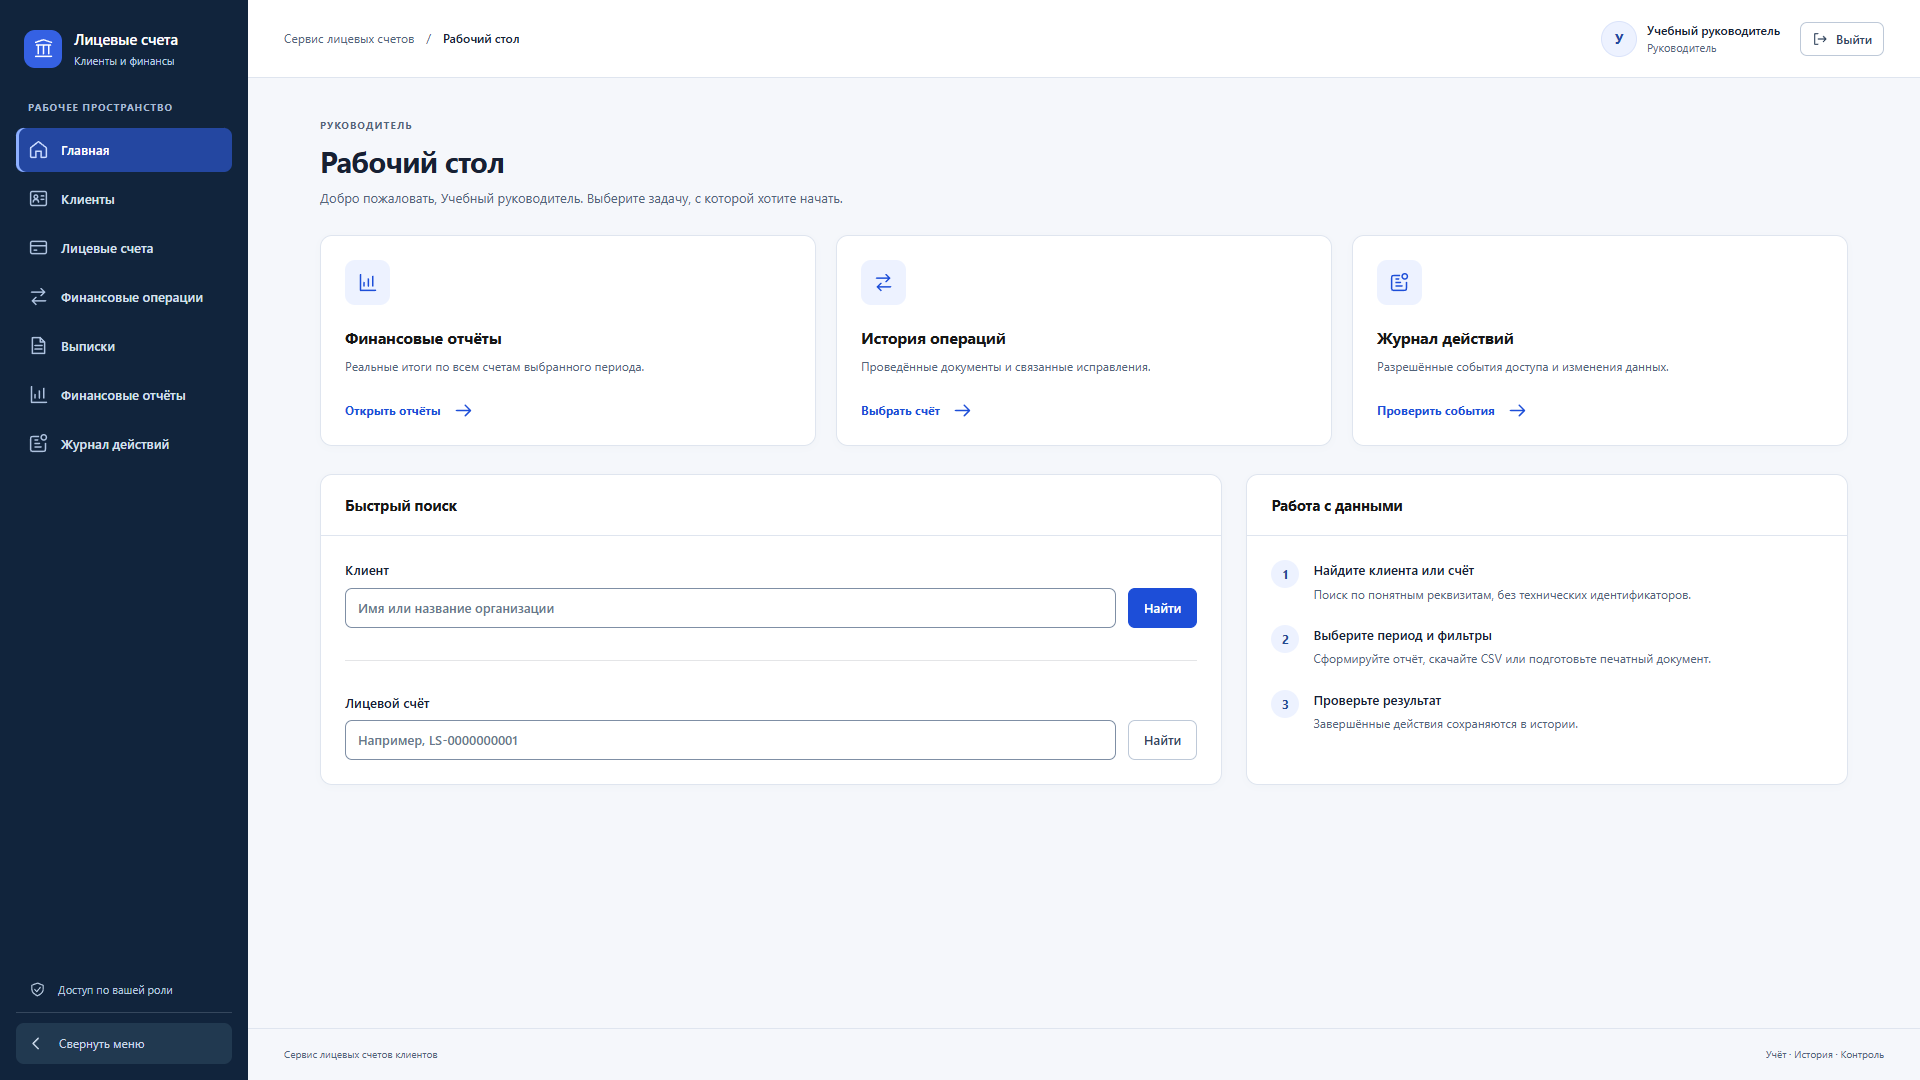 Лицевые счета
Клиенты и финансы
РАБОЧЕЕ ПРОСТРАНСТВО
Главная
Клиенты
Лицевые счета
Финансовые операции
Выписки
Финансовые отчёты
Журнал действий
Доступ по вашей роли
Свернуть меню
Сервис лицевых счетов / Рабочий стол
У
Учебный руководитель
Руководитель
Выйти
РУКОВОДИТЕЛЬ
Рабочий стол
Добро пожаловать, Учебный руководитель. Выберите задачу, с которой хотите начать.
Финансовые отчёты
Реальные итоги по всем счетам выбранного периода.
Открыть отчёты
История операций
Проведённые документы и связанные исправления.
Выбрать счёт
Журнал действий
Разрешённые события доступа и изменения данных.
Проверить события
Быстрый поиск
Клиент
Имя или название организации
Найти
Лицевой счёт
Например, LS-0000000001
Найти
Работа с данными
1
Найдите клиента или счёт
Поиск по понятным реквизитам, без технических идентификаторов.
2
Выберите период и фильтры
Сформируйте отчёт, скачайте CSV или подготовьте печатный документ.
3
Проверьте результат
Завершённые действия сохраняются в истории.
Сервис лицевых счетов клиентов
Учёт · История · Контроль